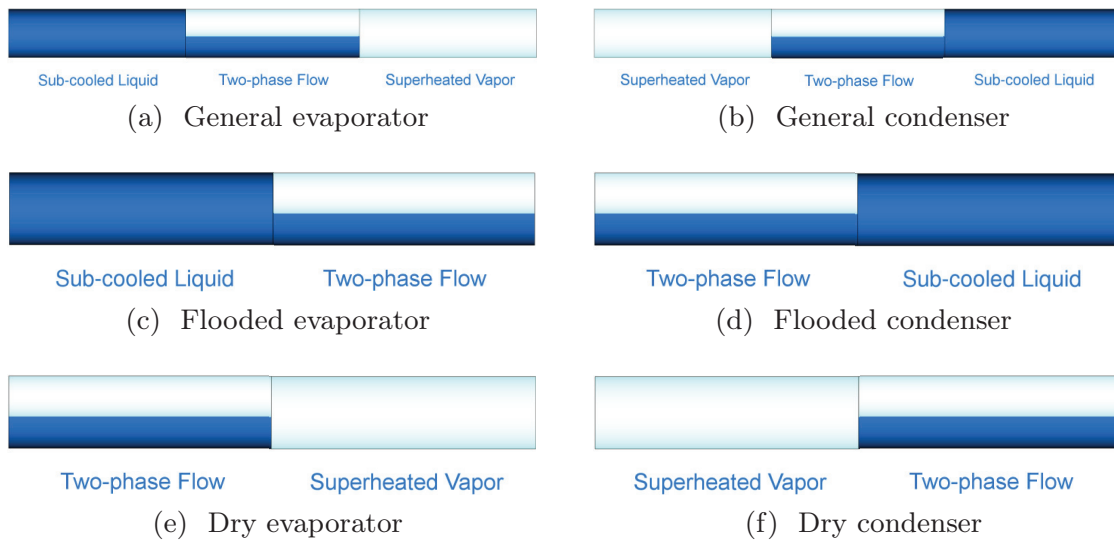 Sub-cooled Liquid Two-phase Flow Superheated Vapor
(a) General evaporator
Superheated Vapor Two-phase Flow Sub-cooled Liquid
(b) General condenser
Sub-cooled Liquid Two-phase Flow
(c) Flooded evaporator
Two-phase Flow Sub-cooled Liquid
(d) Flooded condenser
Two-phase Flow Superheated Vapor
(e) Dry evaporator
Superheated Vapor Two-phase Flow
(f) Dry condenser